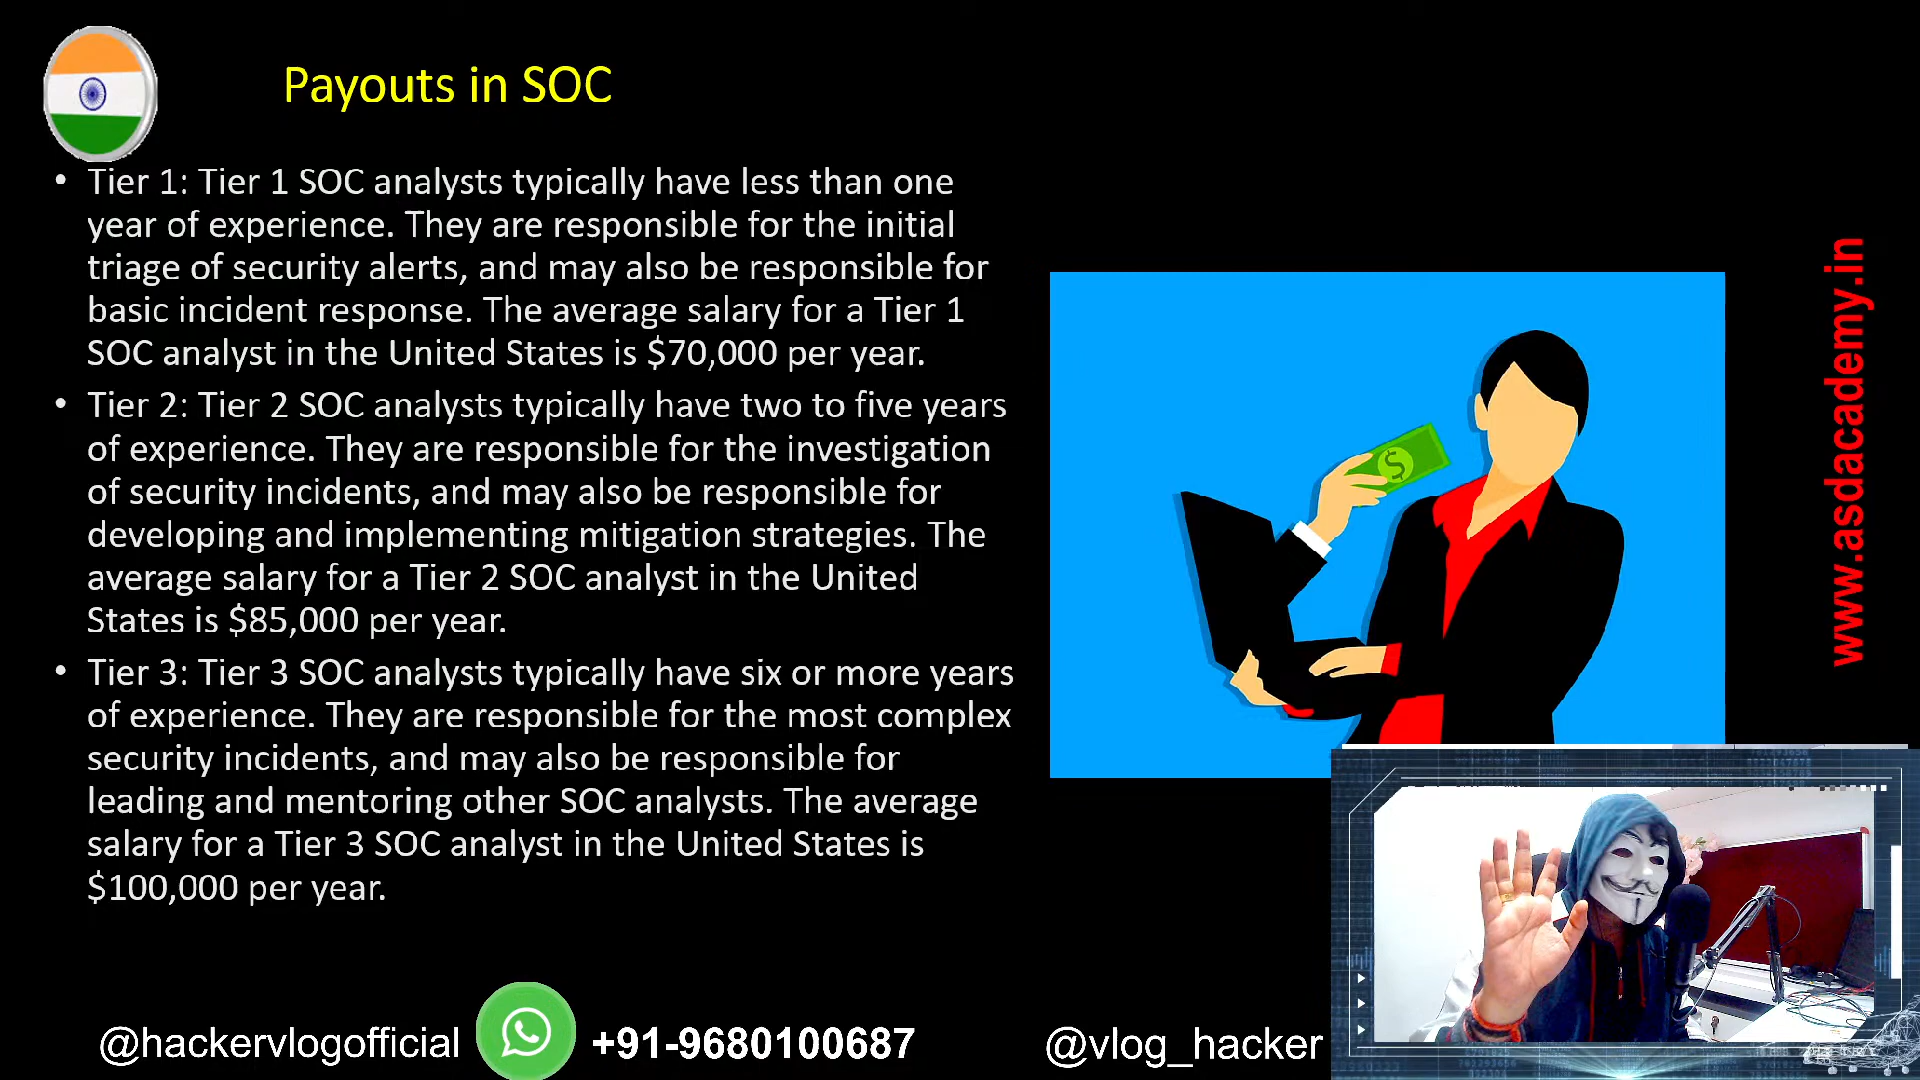 Payouts in SOC
• Tier 1: Tier 1 SOC analysts typically have less than one
year of experience. They are responsible for the initial
triage of security alerts, and may also be responsible for
basic incident response. The average salary for a Tier 1
SOC analyst in the United States is $70,000 per year.
• Tier 2: Tier 2 SOC analysts typically have two to five years
of experience. They are responsible for the investigation
of security incidents, and may also be responsible for
developing and implementing mitigation strategies. The
average salary for a Tier 2 SOC analyst in the United
States is $85,000 per year.
• Tier 3: Tier 3 SOC analysts typically have six or more years
of experience. They are responsible for the most complex
security incidents, and may also be responsible for
leading and mentoring other SOC analysts. The average
salary for a Tier 3 SOC analyst in the United States is
$100,000 per year.
$
www.asdacademy.in
@hackervlogofficial
+91-9680100687
@vlog_hacker